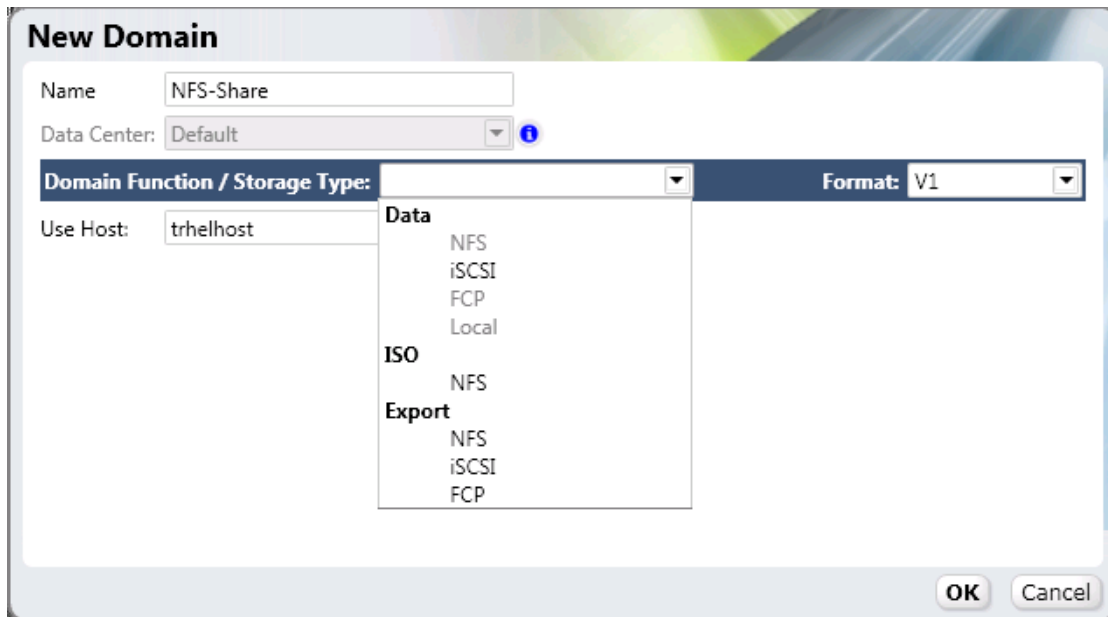 New Domain
Name NFS-Share
Data Center: Default
Domain Function / Storage Type: Format: V1
Use Host: trhelhost
Data
NFS
iSCSI
FCP
Local
ISO
NFS
Export
NFS
iSCSI
FCP
OK Cancel